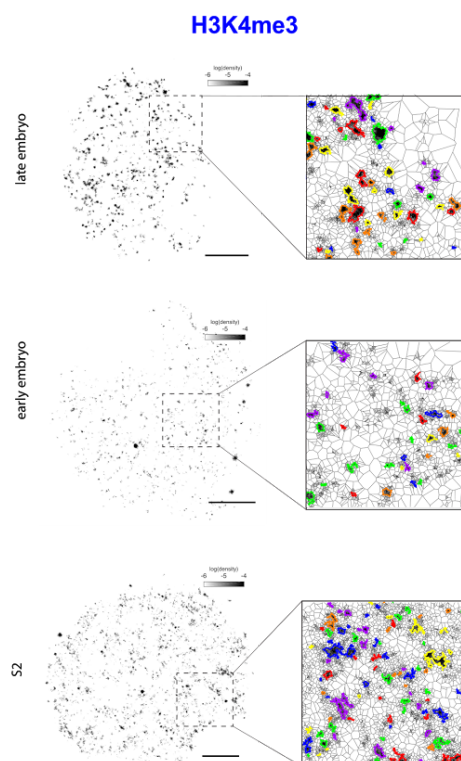 H3K4me3
late embryo
log(density)
-6 -5 -4
early embryo
log(density)
-6 -5 -4
S2
log(density)
-6 -5 -4